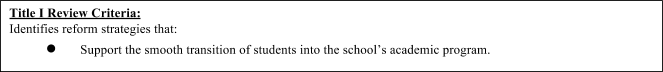 Title I Review Criteria:
Identifies reform strategies that:
● Support the smooth transition of students into the school’s academic program.